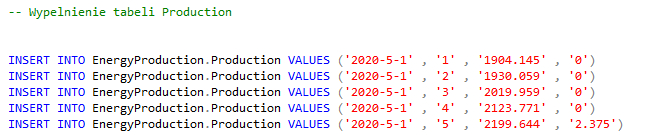 -- Wypelnienie tabeli Production
INSERT INTO EnergyProduction.Production VALUES ('2020-5-1' , '1' , '1904.145' , '0')
INSERT INTO EnergyProduction.Production VALUES ('2020-5-1' , '2' , '1930.059' , '0')
INSERT INTO EnergyProduction.Production VALUES ('2020-5-1' , '3' , '2019.959' , '0')
INSERT INTO EnergyProduction.Production VALUES ('2020-5-1' , '4' , '2123.771' , '0')
INSERT INTO EnergyProduction.Production VALUES ('2020-5-1' , '5' , '2199.644' , '2.375')